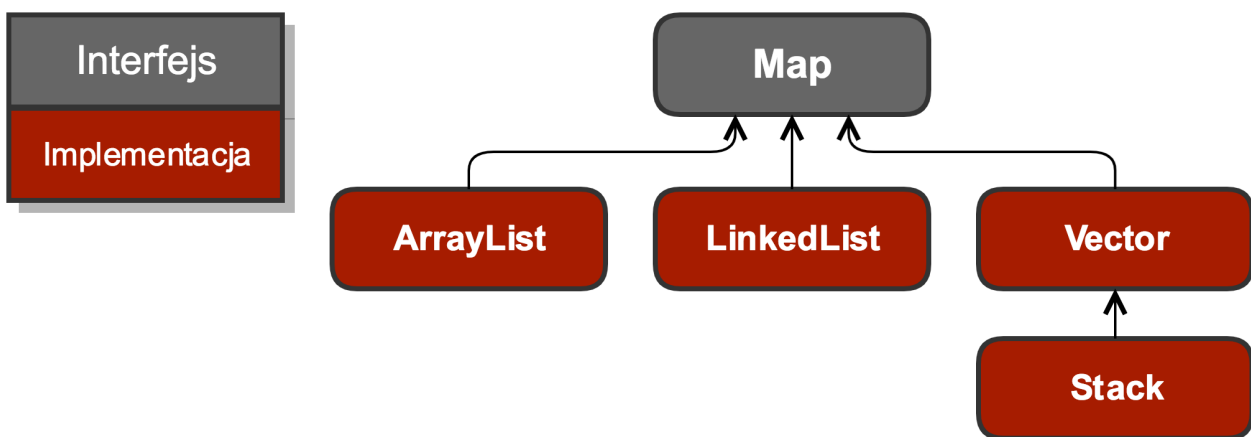 Interfejs
Implementacja
Map
ArrayList
LinkedList
Vector
Stack